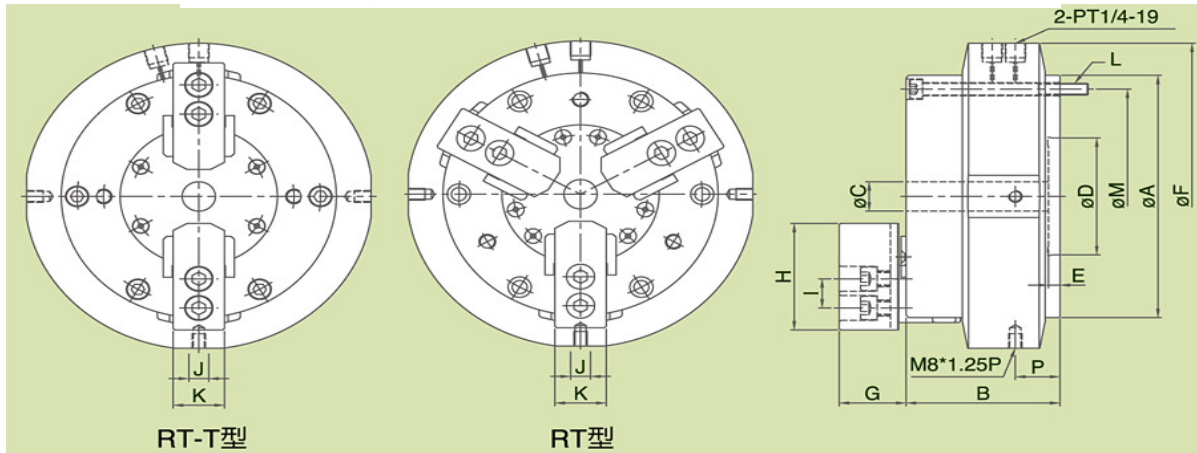 2-PT1/4-19
L
øC
øD
øM
øA
øF
H
I
E
J
K
J
K
M8*1.25P
P
G
B
RT-T型
RT型